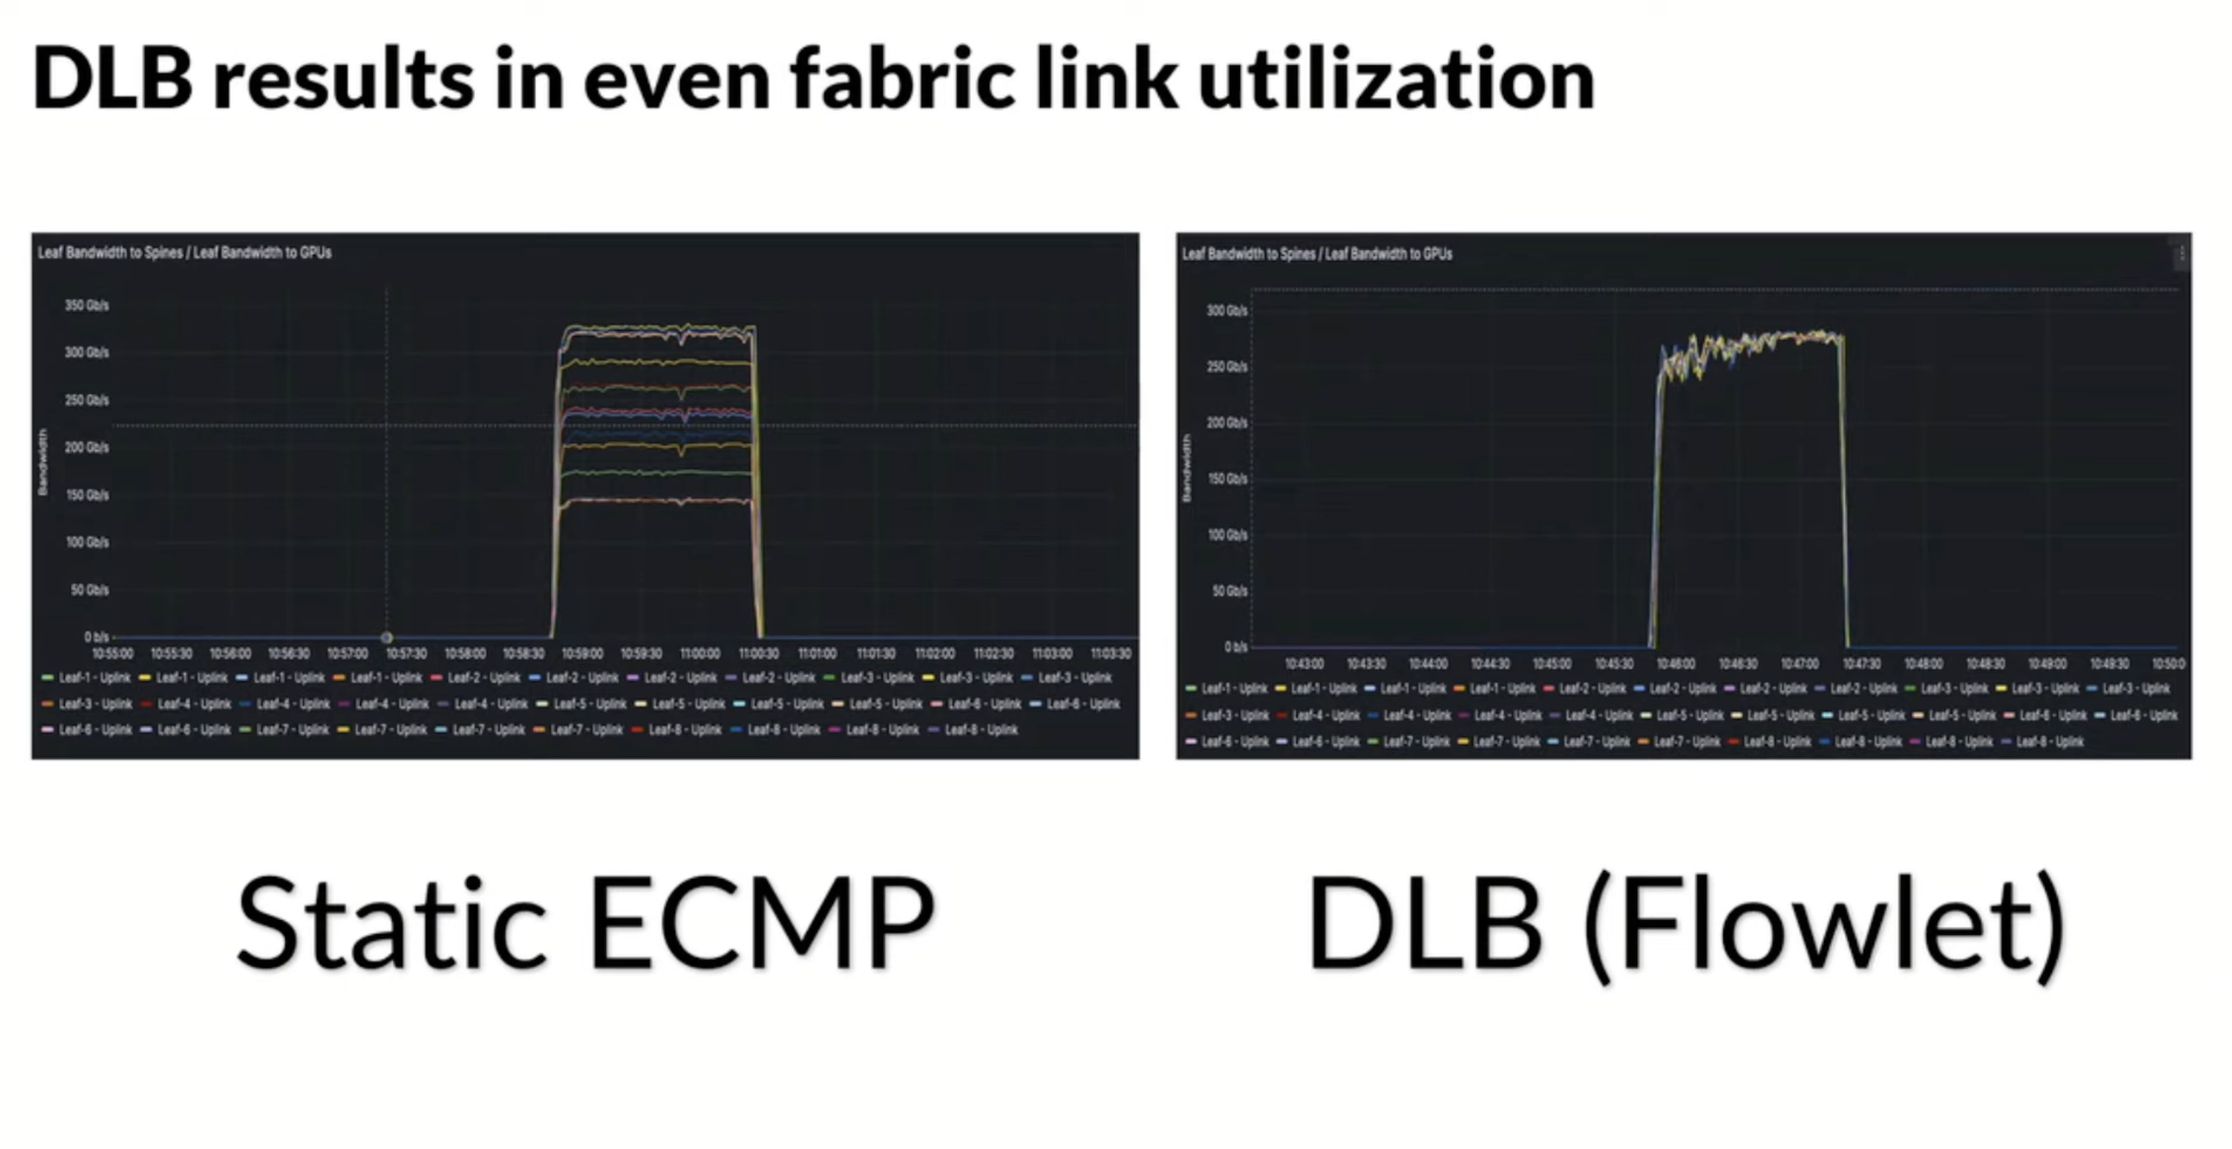 DLB results in even fabric link utilization
Leaf Bandwidth to Spines / Leaf Bandwidth to GPUs
Bandwidth
350 Gb/s
300 Gb/s
250 Gb/s
200 Gb/s
150 Gb/s
100 Gb/s
50 Gb/s
0 b/s
10:55:00 10:55:30 10:56:00 10:56:30 10:57:00 10:57:30 10:58:00 10:58:30 10:59:00 10:59:30 11:00:00 11:00:30 11:01:00 11:01:30 11:02:00 11:02:30 11:03:00 11:03:30
Leaf-1 - Uplink Leaf-1 - Uplink Leaf-1 - Uplink Leaf-1 - Uplink Leaf-2 - Uplink Leaf-2 - Uplink Leaf-2 - Uplink Leaf-2 - Uplink Leaf-3 - Uplink Leaf-3 - Uplink Leaf-3 - Uplink
Leaf-3 - Uplink Leaf-4 - Uplink Leaf-4 - Uplink Leaf-4 - Uplink Leaf-4 - Uplink Leaf-5 - Uplink Leaf-5 - Uplink Leaf-5 - Uplink Leaf-5 - Uplink Leaf-6 - Uplink Leaf-6 - Uplink
Leaf-6 - Uplink Leaf-6 - Uplink Leaf-7 - Uplink Leaf-7 - Uplink Leaf-7 - Uplink Leaf-7 - Uplink Leaf-8 - Uplink Leaf-8 - Uplink Leaf-8 - Uplink Leaf-8 - Uplink
Static ECMP
Leaf Bandwidth to Spines / Leaf Bandwidth to GPUs
Bandwidth
300 Gb/s
250 Gb/s
200 Gb/s
150 Gb/s
100 Gb/s
50 Gb/s
0 b/s
10:43:00 10:43:30 10:44:00 10:44:30 10:45:00 10:45:30 10:46:00 10:46:30 10:47:00 10:47:30 10:48:00 10:48:30 10:49:00 10:49:30 10:50:0
Leaf-1 - Uplink Leaf-1 - Uplink Leaf-1 - Uplink Leaf-1 - Uplink Leaf-2 - Uplink Leaf-2 - Uplink Leaf-2 - Uplink Leaf-2 - Uplink Leaf-3 - Uplink Leaf-3 - Uplink Leaf-3 - Uplink
Leaf-3 - Uplink Leaf-4 - Uplink Leaf-4 - Uplink Leaf-4 - Uplink Leaf-4 - Uplink Leaf-5 - Uplink Leaf-5 - Uplink Leaf-5 - Uplink Leaf-5 - Uplink Leaf-6 - Uplink Leaf-6 - Uplink
Leaf-6 - Uplink Leaf-6 - Uplink Leaf-7 - Uplink Leaf-7 - Uplink Leaf-7 - Uplink Leaf-7 - Uplink Leaf-8 - Uplink Leaf-8 - Uplink Leaf-8 - Uplink Leaf-8 - Uplink
DLB (Flowlet)